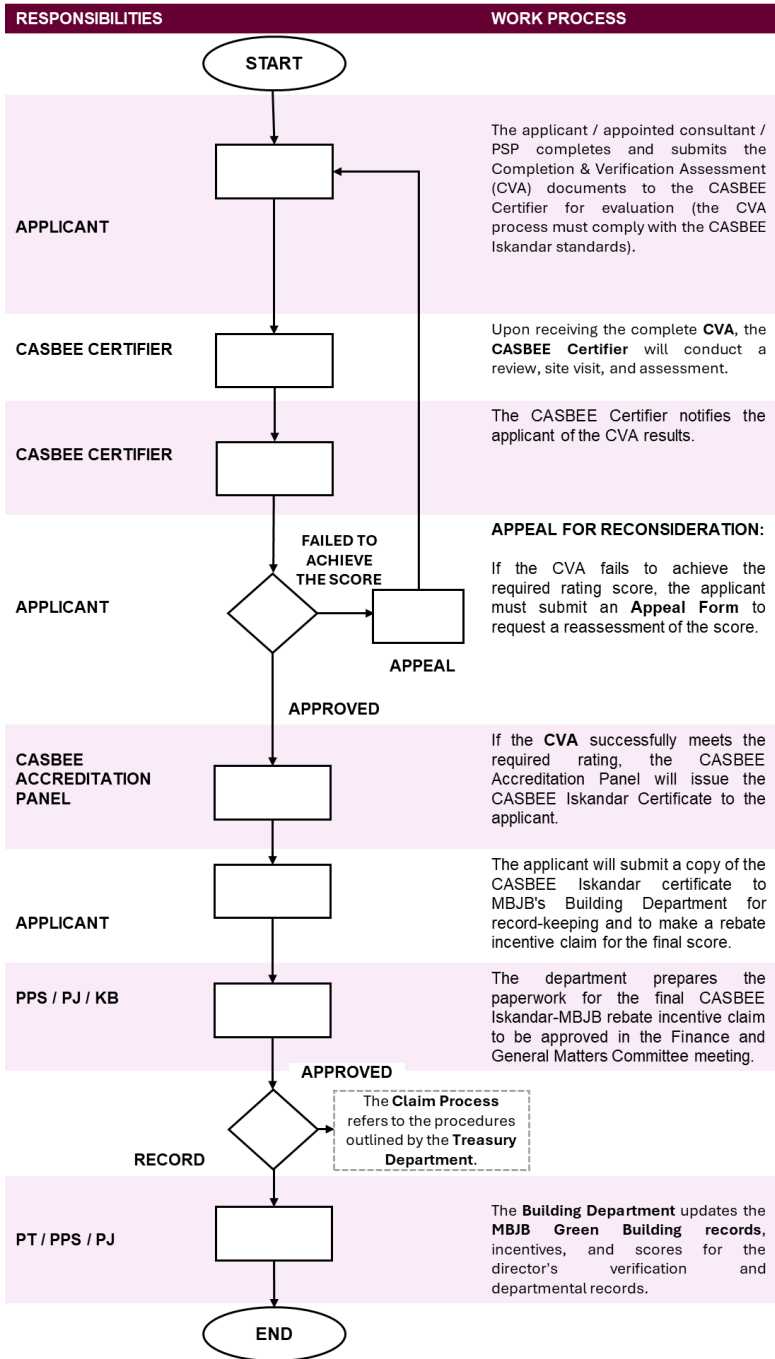 RESPONSIBILITIES
WORK PROCESS
START
APPLICANT
The applicant / appointed consultant /
PSP completes and submits the
Completion & Verification Assessment
(CVA) documents to the CASBEE
Certifier for evaluation (the CVA
process must comply with the CASBEE
Iskandar standards).
CASBEE CERTIFIER
Upon receiving the complete CVA, the
CASBEE Certifier will conduct a
review, site visit, and assessment.
CASBEE CERTIFIER
The CASBEE Certifier notifies the
applicant of the CVA results.
APPLICANT
FAILED TO
ACHIEVE
THE SCORE
APPEAL
APPEAL FOR RECONSIDERATION:
If the CVA fails to achieve the
required rating score, the applicant
must submit an Appeal Form to
request a reassessment of the score.
APPROVED
CASBEE
ACCREDITATION
PANEL
If the CVA successfully meets the
required rating, the CASBEE
Accreditation Panel will issue the
CASBEE Iskandar Certificate to the
applicant.
APPLICANT
The applicant will submit a copy of the
CASBEE Iskandar certificate to
MBJB's Building Department for
record-keeping and to make a rebate
incentive claim for the final score.
PPS / PJ / KB
The department prepares the
paperwork for the final CASBEE
Iskandar-MBJB rebate incentive claim
to be approved in the Finance and
General Matters Committee meeting.
APPROVED
The Claim Process
refers to the procedures
outlined by the Treasury
Department.
RECORD
PT / PPS / PJ
The Building Department updates the
MBJB Green Building records,
incentives, and scores for the
director's verification and
departmental records.
END